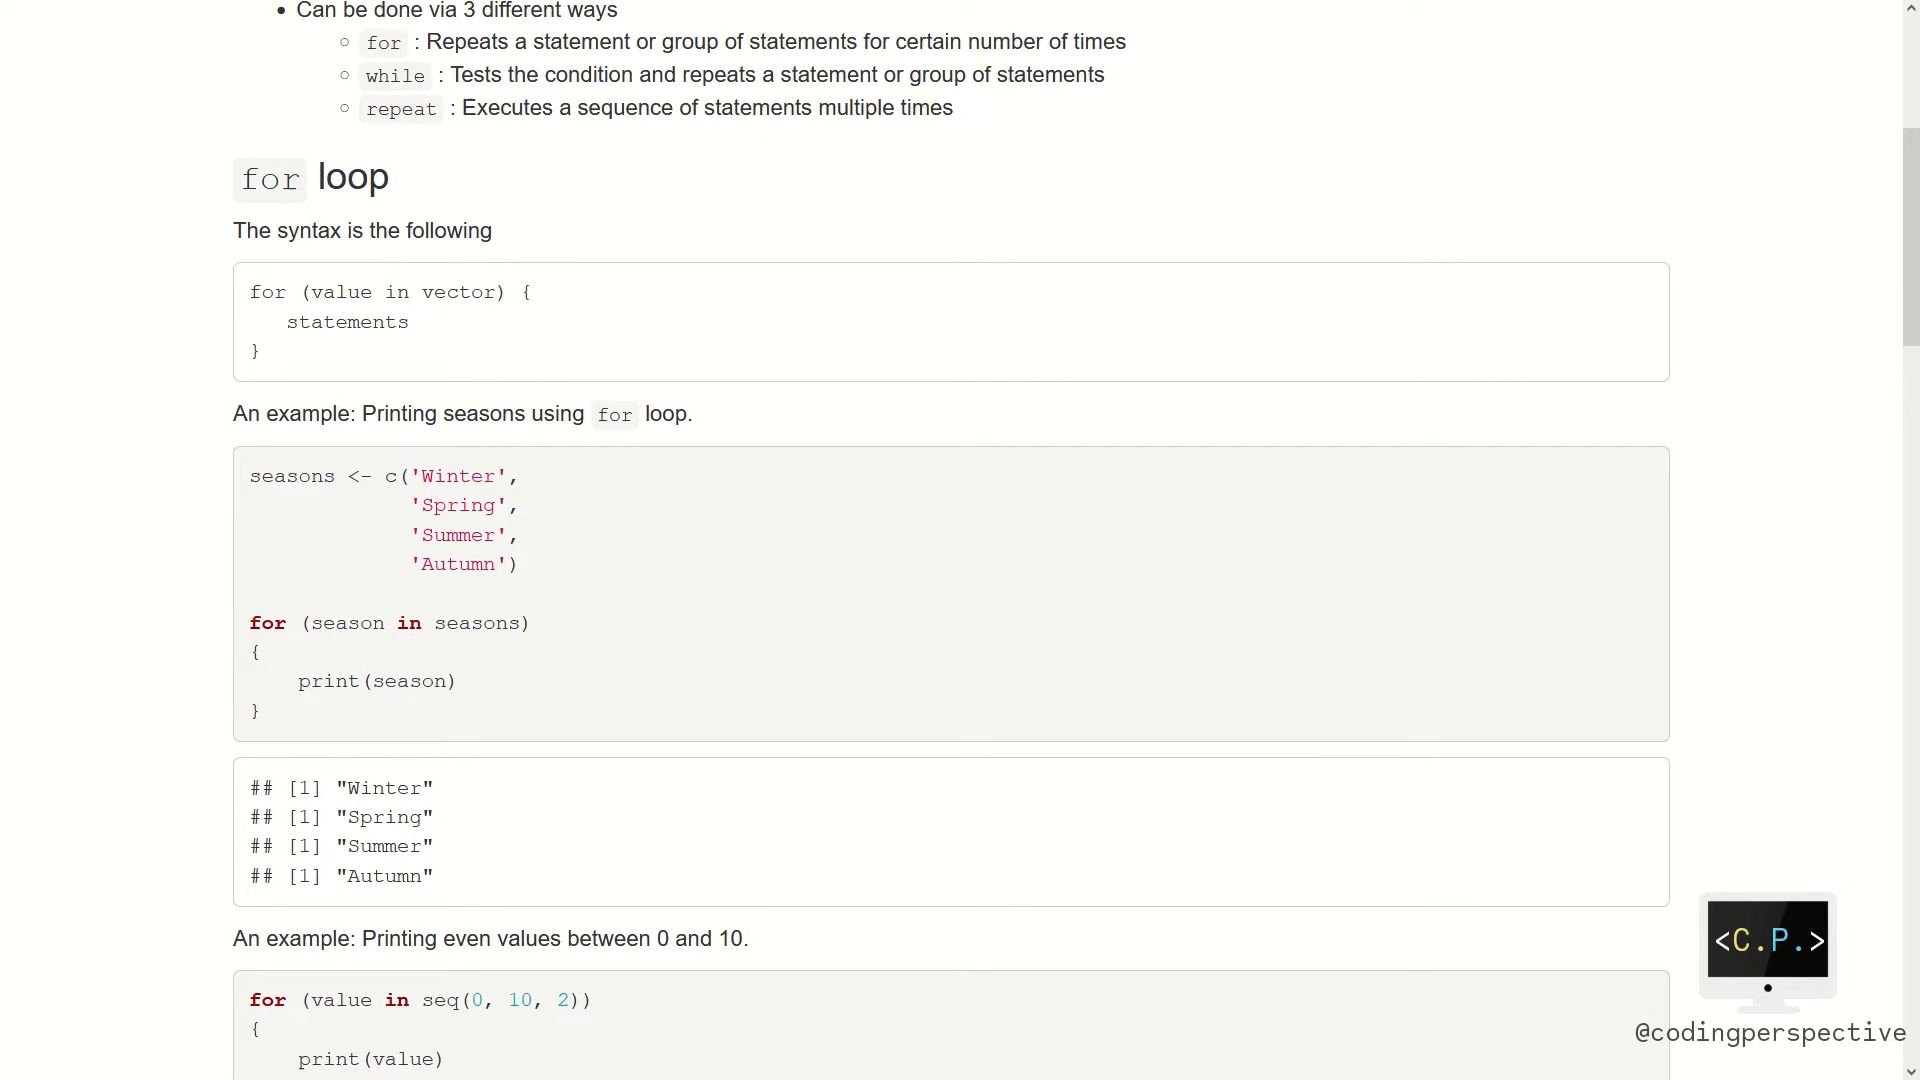 • Can be done via 3 different ways
○ for : Repeats a statement or group of statements for certain number of times
○ while : Tests the condition and repeats a statement or group of statements
○ repeat : Executes a sequence of statements multiple times
for loop
The syntax is the following
for (value in vector) {
   statements
}
An example: Printing seasons using for loop.
seasons <- c('Winter',
             'Spring',
             'Summer',
             'Autumn')
for (season in seasons)
{
    print(season)
}
## [1] "Winter"
## [1] "Spring"
## [1] "Summer"
## [1] "Autumn"
An example: Printing even values between 0 and 10.
for (value in seq(0, 10, 2))
{
    print(value)
<C.P.>
@codingperspective